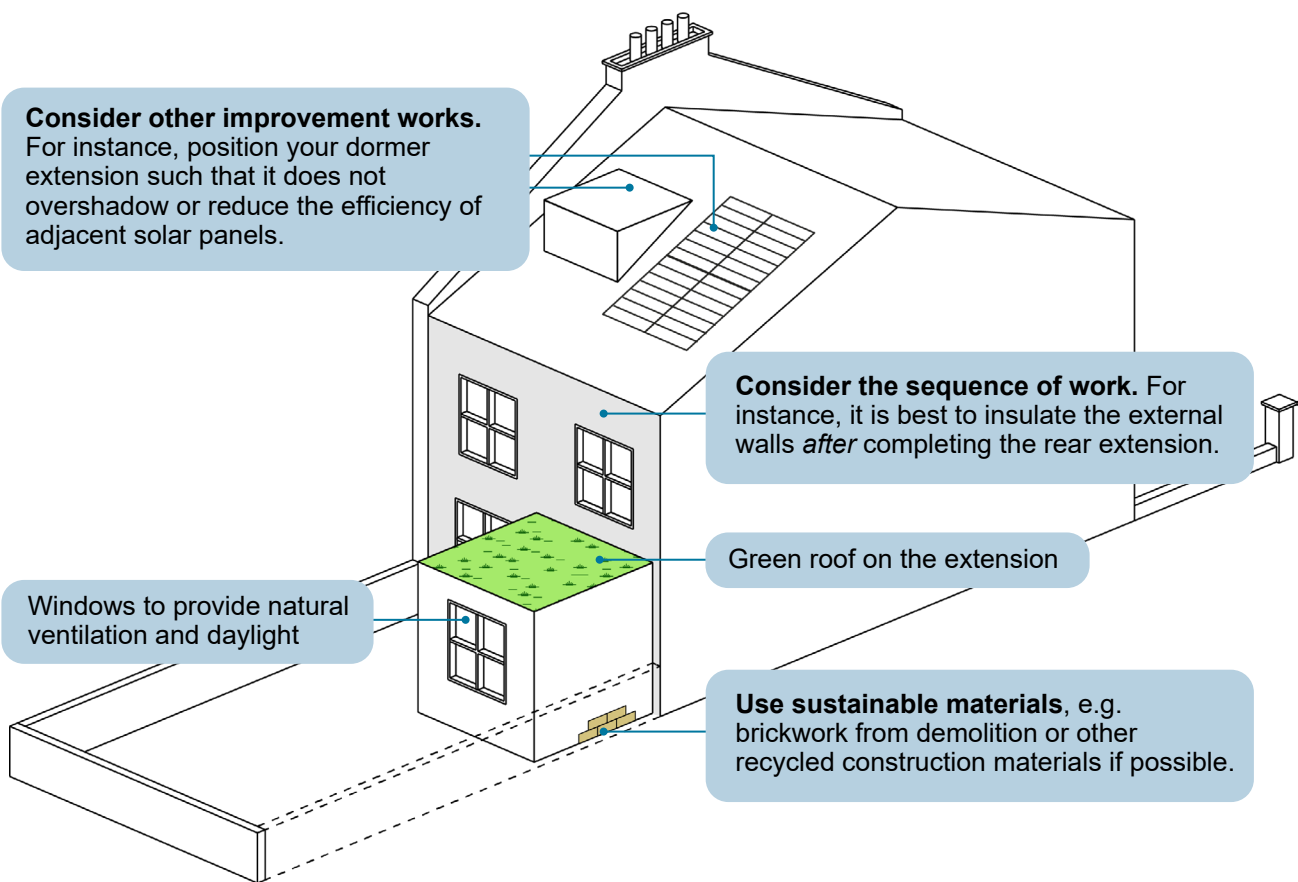 Consider other improvement works.
For instance, position your dormer
extension such that it does not
overshadow or reduce the efficiency of
adjacent solar panels.
Consider the sequence of work. For
instance, it is best to insulate the external
walls after completing the rear extension.
Green roof on the extension
Windows to provide natural
ventilation and daylight
Use sustainable materials, e.g.
brickwork from demolition or other
recycled construction materials if possible.